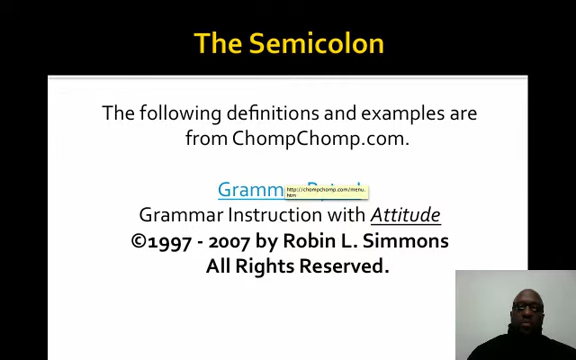 The Semicolon
The following definitions and examples are
from ChompChomp.com.
Gramm
http://chompchomp.com/menu.
htm
Grammar Instruction with Attitude
©1997 - 2007 by Robin L. Simmons
All Rights Reserved.